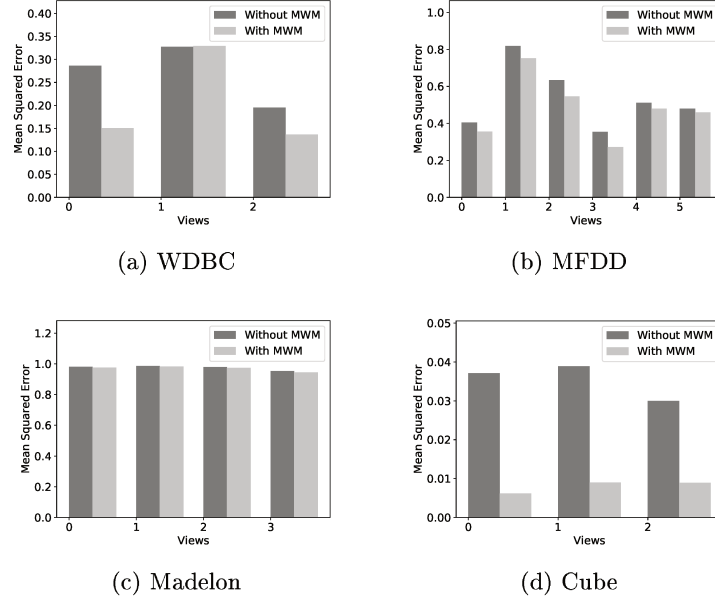 0.40
0.35
0.30
0.25
0.20
0.15
0.10
0.05
0.00
Mean Squared Error
Without MWM
With MWM
0 1 2
Views
(a) WDBC
1.0
0.8
0.6
0.4
0.2
0.0
Mean Squared Error
Without MWM
With MWM
0 1 2 3 4 5
Views
(b) MFDD
1.2
1.0
0.8
0.6
0.4
0.2
0.0
Mean Squared Error
Without MWM
With MWM
0 1 2 3
Views
(c) Madelon
0.05
0.04
0.03
0.02
0.01
0.00
Mean Squared Error
Without MWM
With MWM
0 1 2
Views
(d) Cube